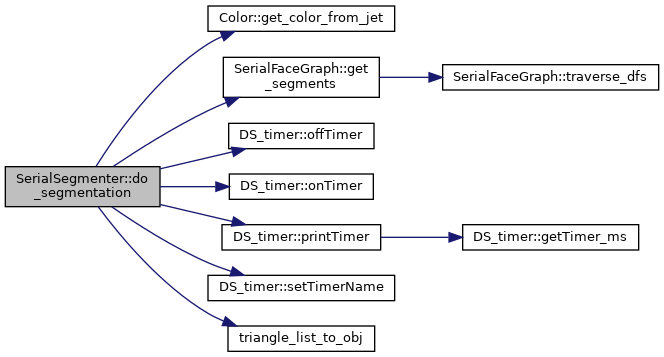 Color::get_color_from_jet
SerialFaceGraph::get
_segments
SerialFaceGraph::traverse_dfs
DS_timer::offTimer
SerialSegmenter::do
_segmentation
DS_timer::onTimer
DS_timer::printTimer
DS_timer::getTimer_ms
DS_timer::setTimerName
triangle_list_to_obj